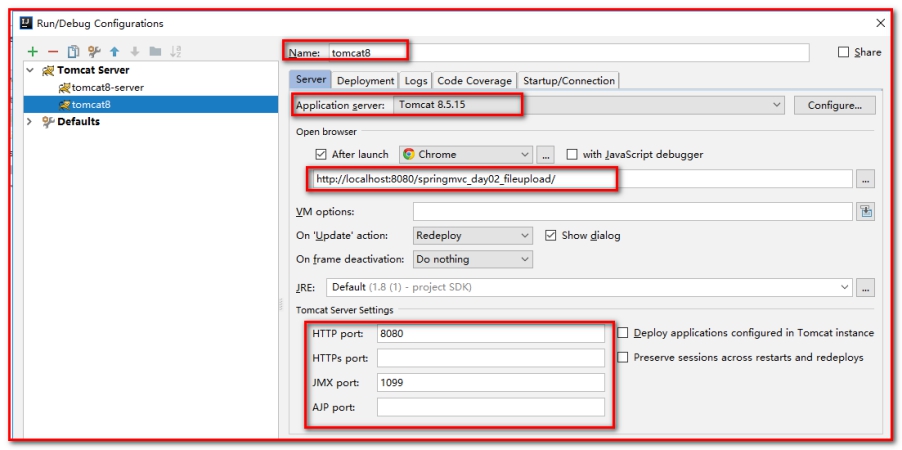 Run/Debug Configurations
Name: tomcat8
Share
Tomcat Server
tomcat8-server
tomcat8
Defaults
Server Deployment Logs Code Coverage Startup/Connection
Application server: Tomcat 8.5.15 Configure...
Open browser
After launch Chrome ... with JavaScript debugger
http://localhost:8080/springmvc_day02_fileupload/ ...
VM options:
On 'Update' action: Redeploy Show dialog
On frame deactivation: Do nothing
JRE: Default (1.8 (1) - project SDK) ...
Tomcat Server Settings
HTTP port: 8080 Deploy applications configured in Tomcat instance
HTTPs port: Preserve sessions across restarts and redeploys
JMX port: 1099
AJP port: